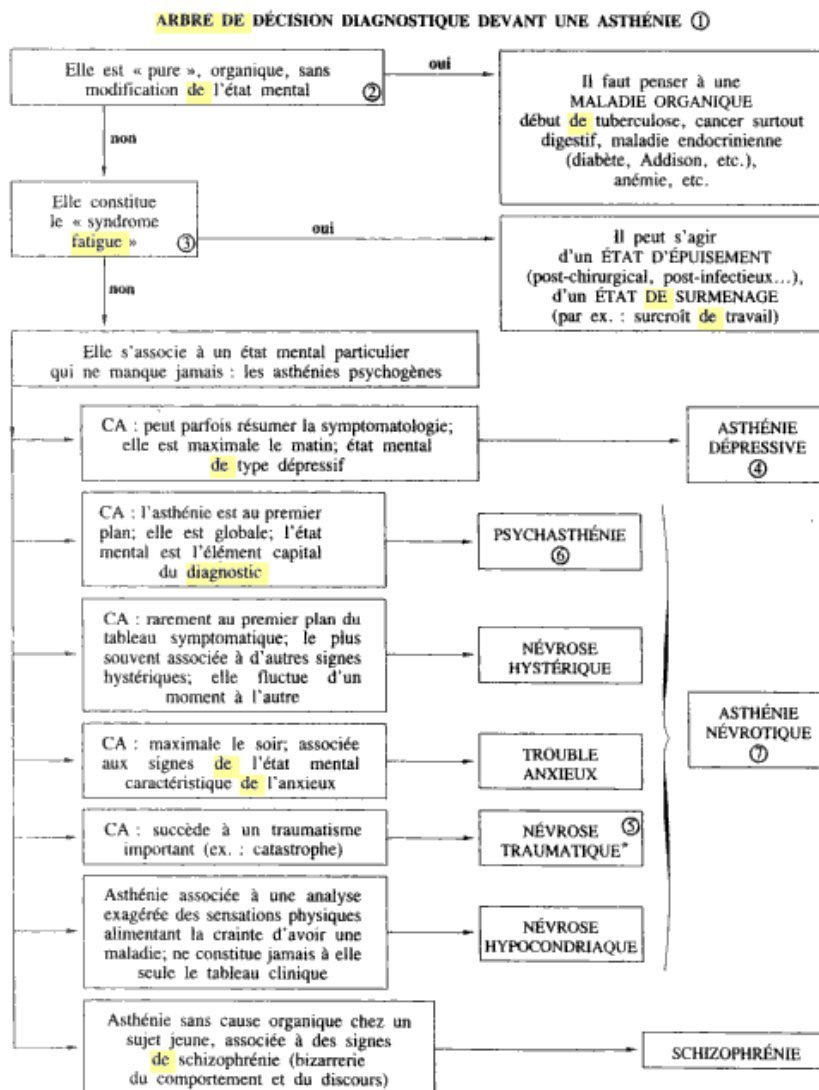 ARBRE DE DÉCISION DIAGNOSTIQUE DEVANT UNE ASTHÉNIE ①
Elle est « pure », organique, sans
modification de l'état mental ②
oui
Il faut penser à une
MALADIE ORGANIQUE
début de tuberculose, cancer surtout
digestif, maladie endocrinienne
(diabète, Addison, etc.),
anémie, etc.
non
Elle constitue
le « syndrome
fatigue » ③
oui
Il peut s'agir
d'un ÉTAT D'ÉPUISEMENT
(post-chirurgical, post-infectieux...),
d'un ÉTAT DE SURMENAGE
(par ex. : surcroît de travail)
non
Elle s'associe à un état mental particulier
qui ne manque jamais : les asthénies psychogènes
CA : peut parfois résumer la symptomatologie;
elle est maximale le matin; état mental
de type dépressif
ASTHÉNIE
DÉPRESSIVE
④
CA : l'asthénie est au premier
plan; elle est globale; l'état
mental est l'élément capital
du diagnostic
PSYCHASTHÉNIE
⑥
CA : rarement au premier plan du
tableau symptomatique; le plus
souvent associée à d'autres signes
hystériques; elle fluctue d'un
moment à l'autre
NÉVROSE
HYSTÉRIQUE
CA : maximale le soir; associée
aux signes de l'état mental
caractéristique de l'anxieux
TROUBLE
ANXIEUX
CA : succède à un traumatisme
important (ex. : catastrophe)
NÉVROSE ⑤
TRAUMATIQUE*
Asthénie associée à une analyse
exagérée des sensations physiques
alimentant la crainte d'avoir une
maladie; ne constitue jamais à elle
seule le tableau clinique
NÉVROSE
HYPOCONDRIAQUE
ASTHÉNIE
NÉVROTIQUE
⑦
Asthénie sans cause organique chez un
sujet jeune, associée à des signes
de schizophrénie (bizarrerie
du comportement et du discours)
SCHIZOPHRÉNIE